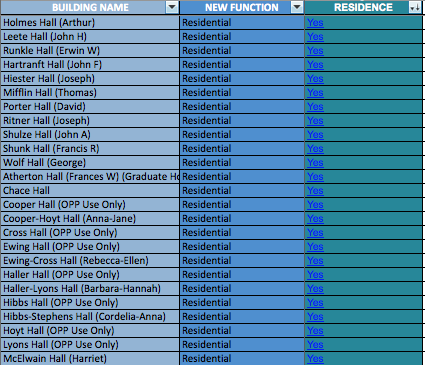 BUILDING NAME NEW FUNCTION RESIDENCE
Holmes Hall (Arthur) Residential Yes
Leete Hall (John H) Residential Yes
Runkle Hall (Erwin W) Residential Yes
Hartranft Hall (John F) Residential Yes
Hiester Hall (Joseph) Residential Yes
Mifflin Hall (Thomas) Residential Yes
Porter Hall (David) Residential Yes
Ritner Hall (Joseph) Residential Yes
Shulze Hall (John A) Residential Yes
Shunk Hall (Francis R) Residential Yes
Wolf Hall (George) Residential Yes
Atherton Hall (Frances W) (Graduate Ho Residential Yes
Chace Hall Residential Yes
Cooper Hall (OPP Use Only) Residential Yes
Cooper-Hoyt Hall (Anna-Jane) Residential Yes
Cross Hall (OPP Use Only) Residential Yes
Ewing Hall (OPP Use Only) Residential Yes
Ewing-Cross Hall (Rebecca-Ellen) Residential Yes
Haller Hall (OPP Use Only) Residential Yes
Haller-Lyons Hall (Barbara-Hannah) Residential Yes
Hibbs Hall (OPP Use Only) Residential Yes
Hibbs-Stephens Hall (Cordelia-Anna) Residential Yes
Hoyt Hall (OPP Use Only) Residential Yes
Lyons Hall (OPP Use Only) Residential Yes
McElwain Hall (Harriet) Residential Yes